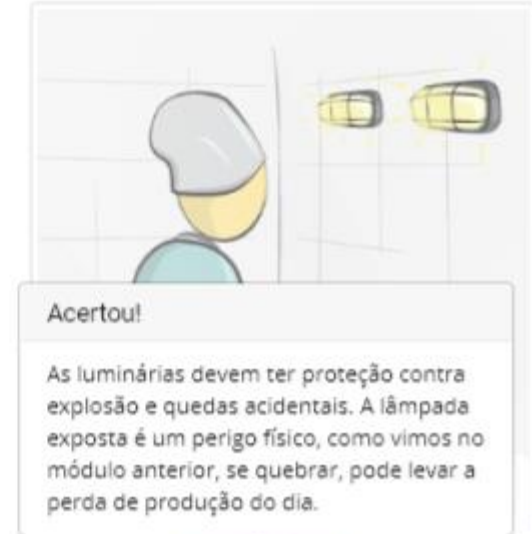 Acertou!
As luminárias devem ter proteção contra
explosão e quedas acidentais. A lâmpada
exposta é um perigo físico, como vimos no
módulo anterior, se quebrar, pode levar a
perda de produção do dia.